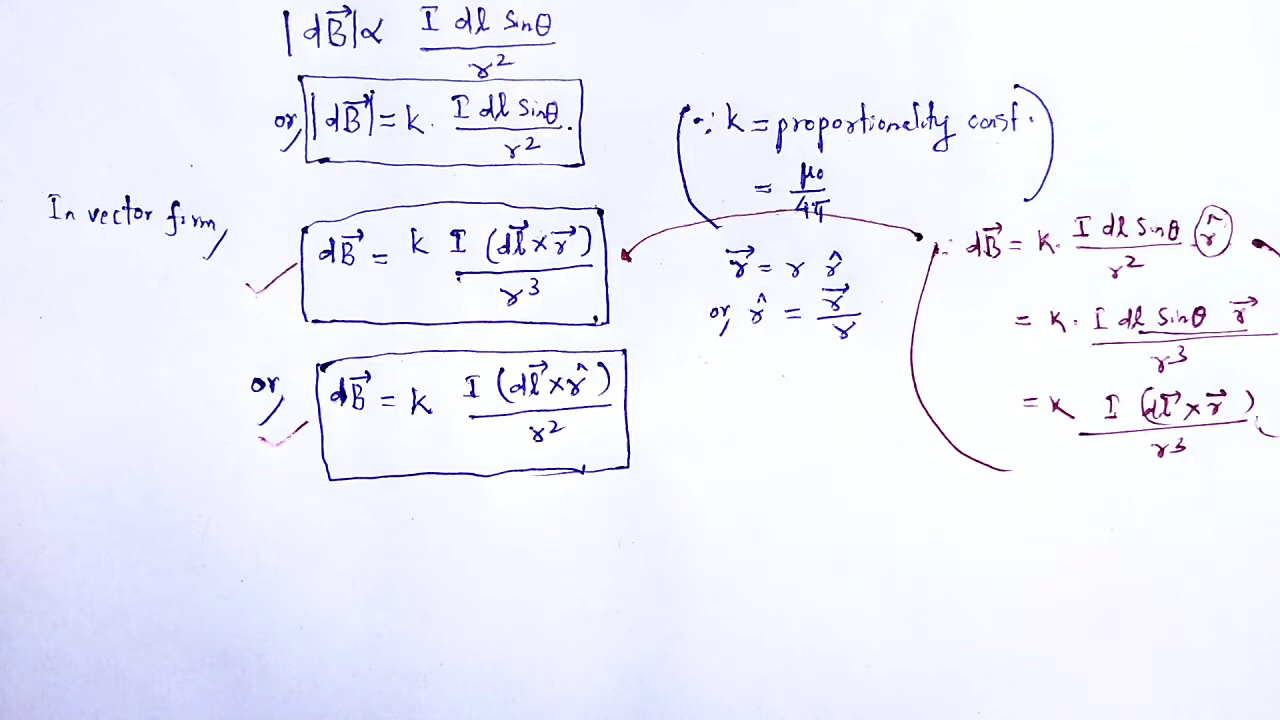 |dB⃗| ∝ I dl Sinθ / r²
or, |dB⃗| = k. I dl Sinθ / r².
(∵ k = proportionality const.
= μ₀ / 4π)
In vector form,
dB⃗ = k I (dl⃗ × r⃗) / r³
r⃗ = r r̂
or, r̂ = r⃗ / r
or, dB⃗ = k I (dl⃗ × r̂) / r²
∴ dB⃗ = k. I dl Sinθ / r² r̂
= k. I dl Sinθ r⃗ / r³
= k I (dl⃗ × r⃗) / r³